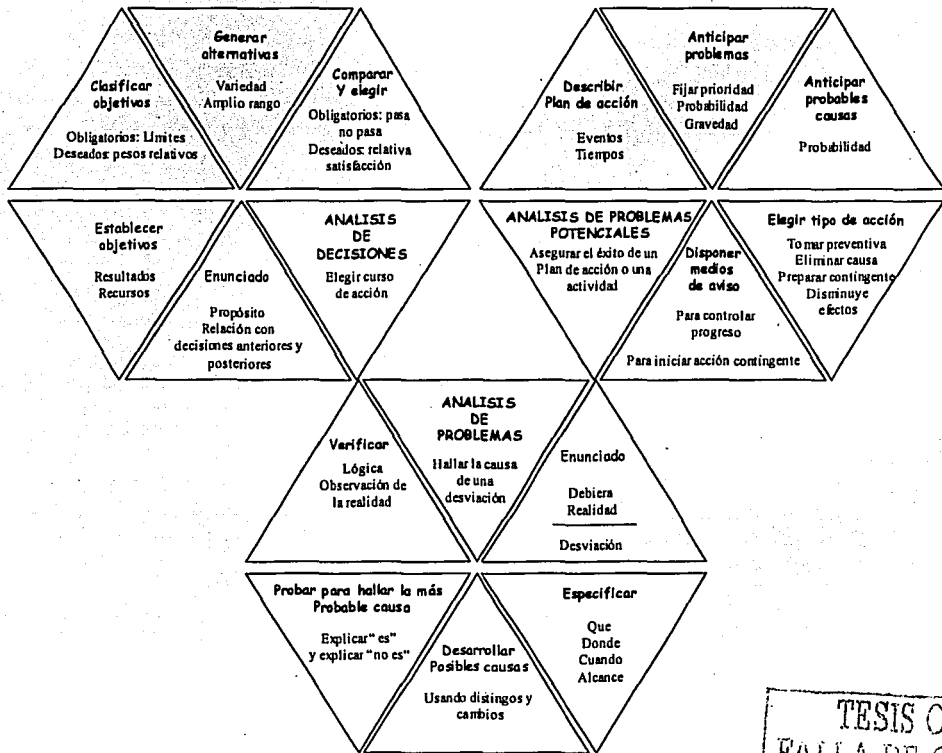 Clasificar
objetivos
Obligatorios: Limites
Deseados: pesos relativos
Generar
alternativas
Variedad
Amplio rango
Comparar
Y elegir
Obligatorios: pasa
no pasa
Deseados: relativa
satisfacción
Establecer
objetivos
Resultados
Recursos
Enunciado
Propósito
Relación con
decisiones anteriores y
posteriores
ANALISIS
DE
DECISIONES
Elegir curso
de acción
Describir
Plan de acción
Eventos
Tiempos
Anticipar
problemas
Fijar prioridad
Probabilidad
Gravedad
Anticipar
probables
causas
Probabilidad
ANALISIS DE PROBLEMAS
POTENCIALES
Asegurar el éxito de un
Plan de acción o una
actividad
Disponer
medios
de aviso
Para controlar
progreso
Para iniciar acción contingente
Elegir tipo de acción
Tomar preventiva
Eliminar causa
Preparar contingente
Disminuye
efectos
Verificar
Lógica
Observación de
la realidad
ANALISIS
DE
PROBLEMAS
Hallar la causa
de una
desviación
Enunciado
Debiera
Realidad
Desviación
Probar para hallar la más
Probable causa
Explicar "es"
y explicar "no es"
Desarrollar
Posibles causas
Usando distingos y
cambios
Especificar
Que
Donde
Cuando
Alcance
TESIS
FALLA DE